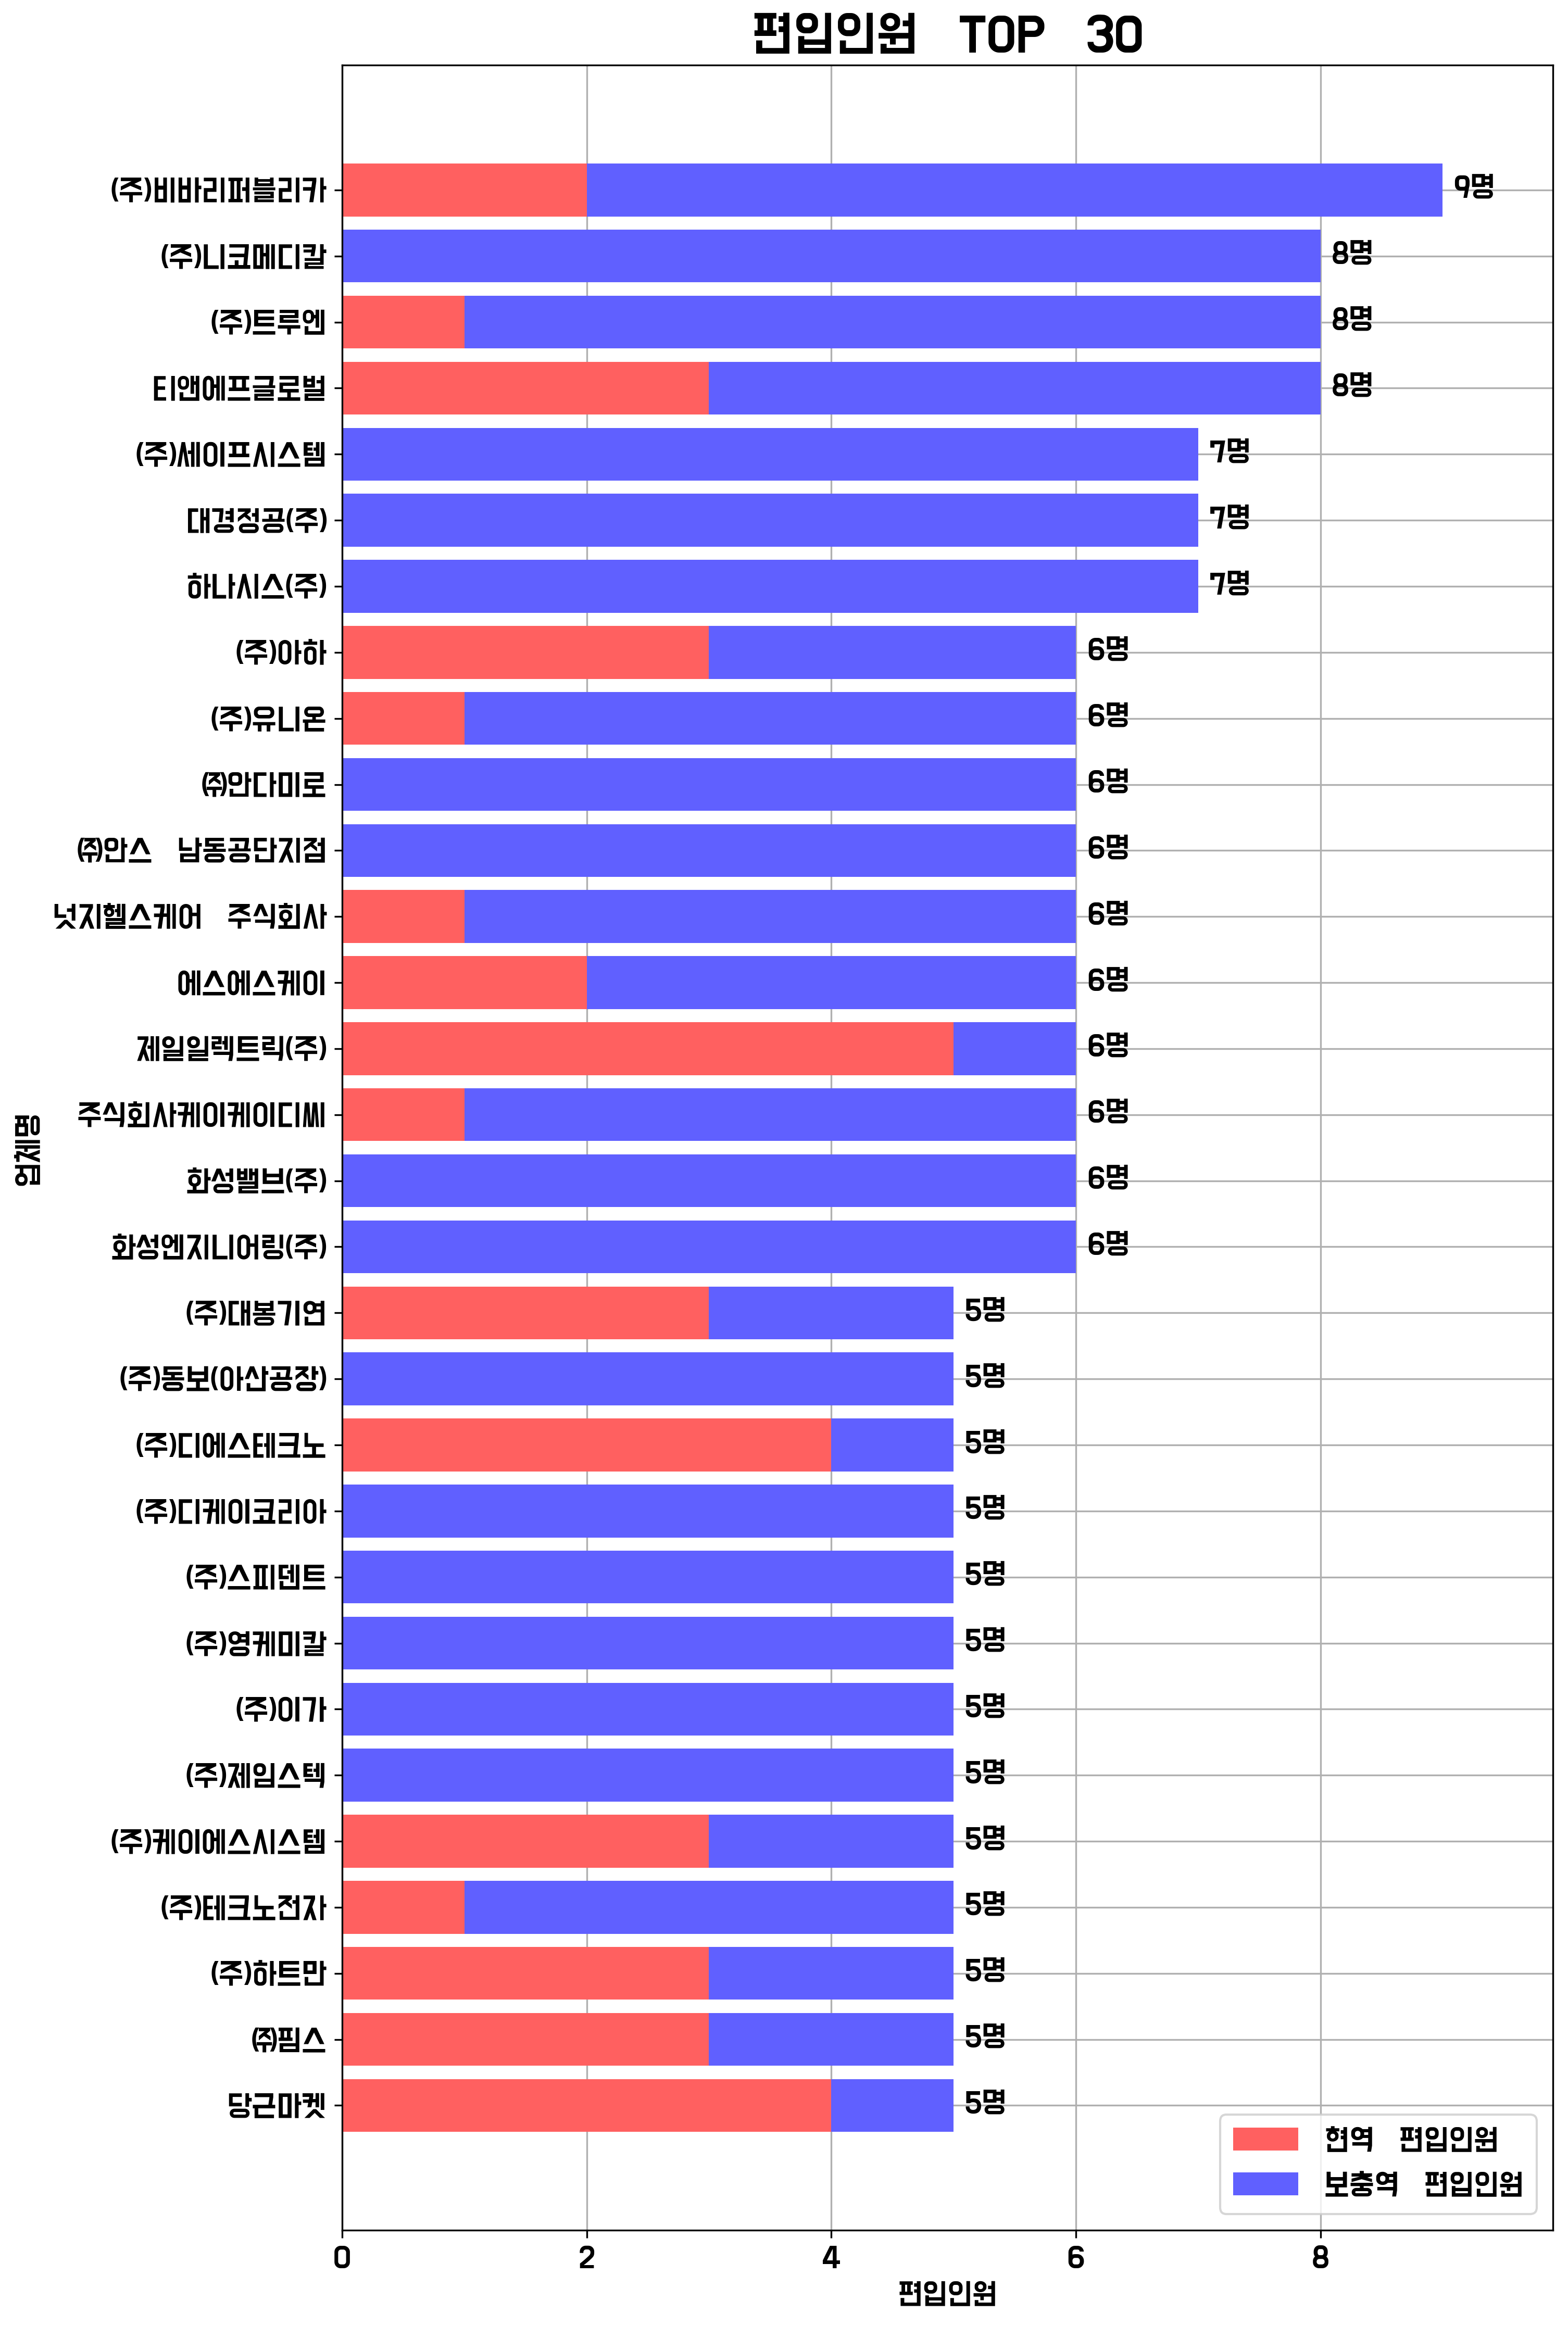 편입인원 TOP 30
(주)비바리퍼블리카 9명
(주)니코메디칼 8명
(주)트루엔 8명
티앤에프글로벌 8명
(주)세이프시스템 7명
대경정공(주) 7명
하나시스(주) 7명
(주)아하 6명
(주)유니온 6명
㈜안다미로 6명
㈜안스 남동공단지점 6명
넛지헬스케어 주식회사 6명
에스에스케이 6명
제일일렉트릭(주) 6명
주식회사케이케이디씨 6명
화성밸브(주) 6명
화성엔지니어링(주) 6명
(주)대봉기연 5명
(주)동보(아산공장) 5명
(주)디에스테크노 5명
(주)디케이코리아 5명
(주)스피덴트 5명
(주)영케미칼 5명
(주)이가 5명
(주)제임스텍 5명
(주)케이에스시스템 5명
(주)테크노전자 5명
(주)하트만 5명
㈜핌스 5명
당근마켓 5명
업체명
현역 편입인원
보충역 편입인원
0 2 4 6 8
편입인원